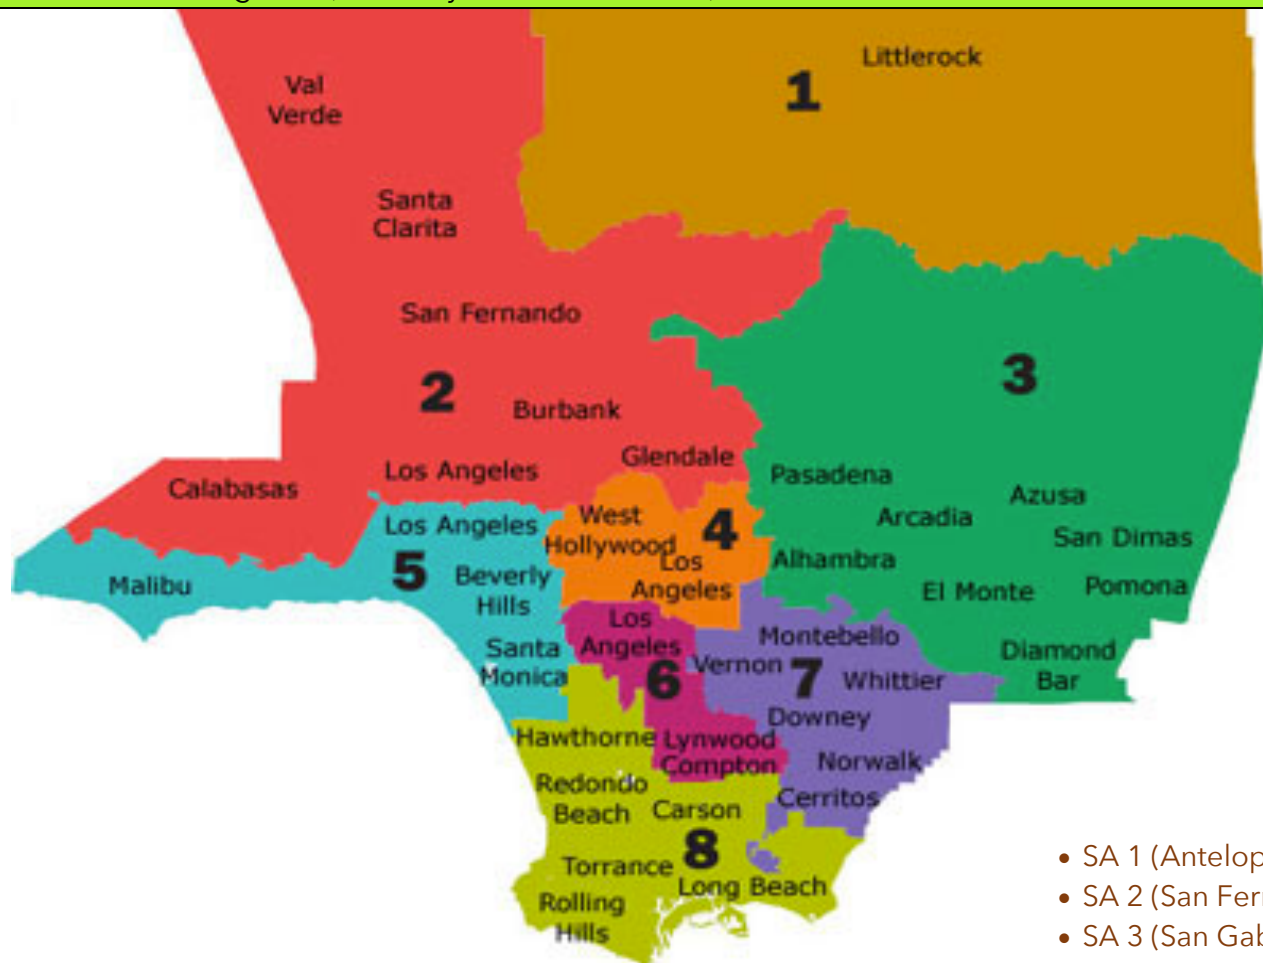 Littlerock
1
Val
Verde
Santa
Clarita
San Fernando
2
3
Burbank
Glendale
Los Angeles
Calabasas
Pasadena
Azusa
Arcadia
San Dimas
Alhambra
El Monte
Pomona
Diamond
Bar
West
Hollywood
4
Los
Angeles
Los Angeles
5
Beverly
Hills
Malibu
Santa
Monica
Los
Angeles
6
Lynwood
Compton
Montebello
Vernon
7
Whittier
Downey
Norwalk
Cerritos
Hawthorne
Redondo
Beach
Carson
8
Torrance
Long Beach
Rolling
Hills
• SA 1 (Antelop
• SA 2 (San Fer
• SA 3 (San Gab